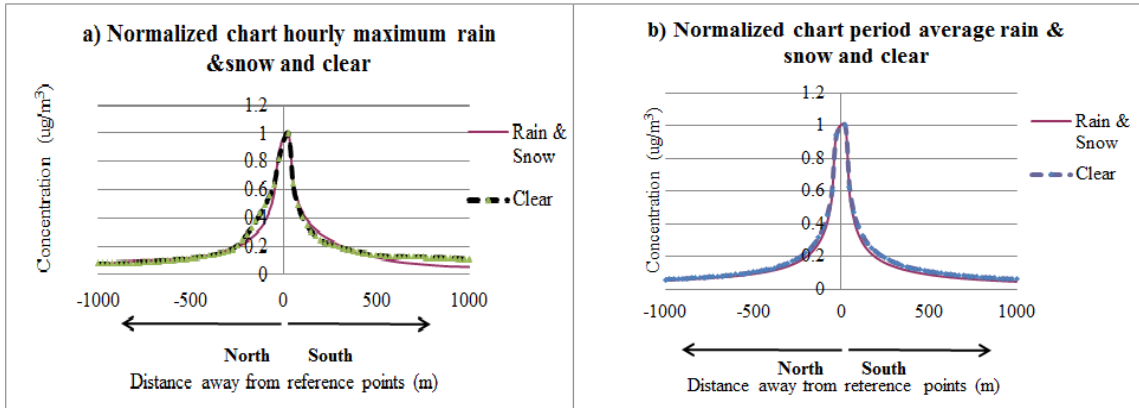 a) Normalized chart hourly maximum rain
&snow and clear
Concentration (ug/m³)
1.2
1
0.8
0.6
0.4
0.2
0
-1000
-500
0
500
1000
Rain &
Snow
Clear
North
South
Distance away from reference points (m)
b) Normalized chart period average rain &
snow and clear
Concentration (ug/m³)
1.2
1
0.8
0.6
0.4
0.2
0
-1000
-500
0
500
1000
Rain &
Snow
Clear
North
South
Distance away from reference points (m)